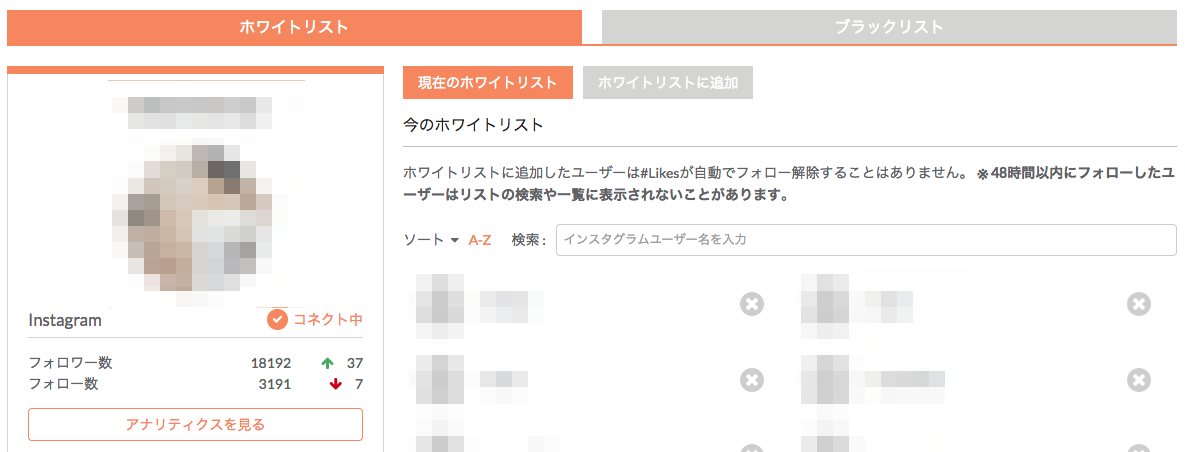 ホワイトリスト
ブラックリスト
Instagram
コネクト中
フォロワー数 18192 37
フォロー数 3191 7
アナリティクスを見る
現在のホワイトリスト
ホワイトリストに追加
今のホワイトリスト
ホワイトリストに追加したユーザーは#Likesが自動でフォロー解除することはありません。 ※48時間以内にフォローしたユ
ーザーはリストの検索や一覧に表示されないことがあります。
ソート A-Z 検索 : インスタグラムユーザー名を入力